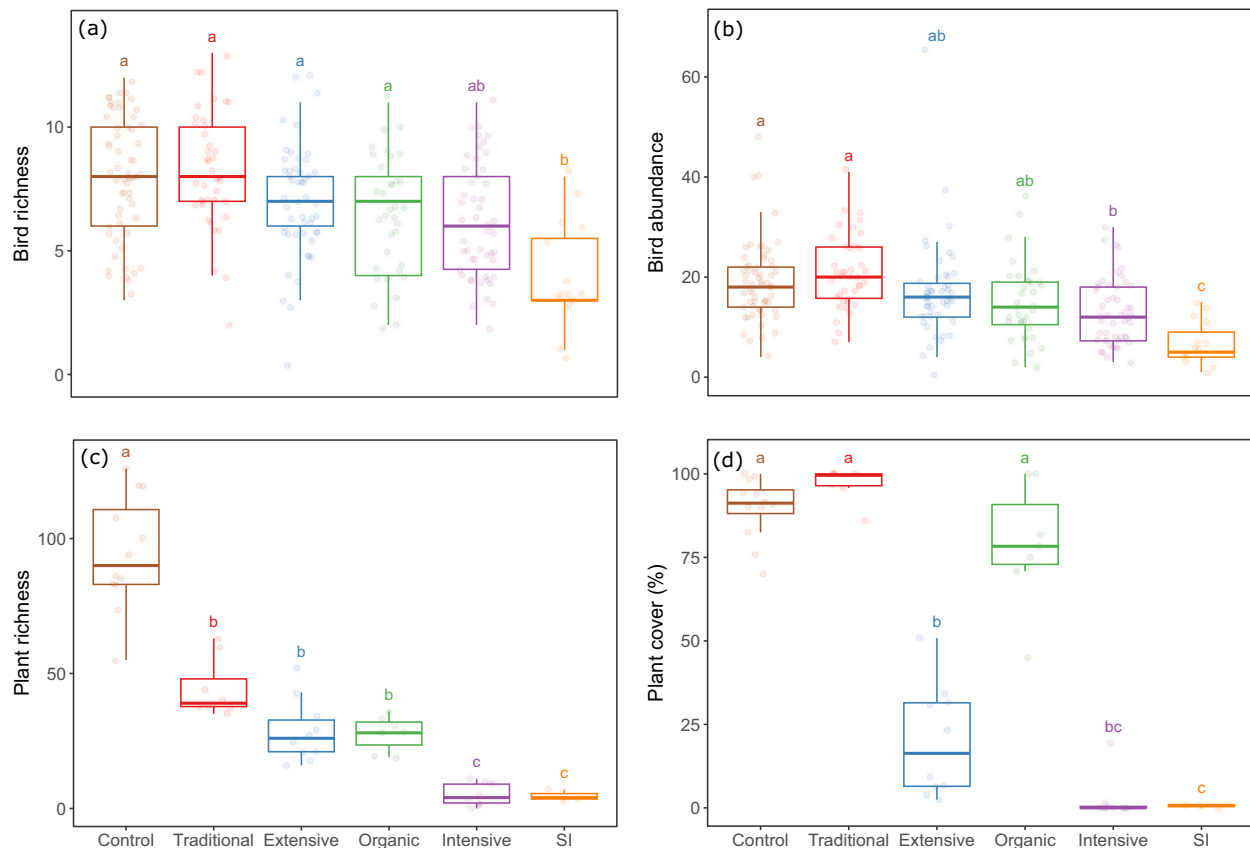 (a)
a
a
a
a
ab
b
10
5
0
Bird richness
(b)
a
a
ab
ab
b
c
60
40
20
0
Bird abundance
(c)
a
b
b
b
c
c
100
50
0
Plant richness
Control Traditional Extensive Organic Intensive SI
(d)
a
a
b
a
bc
c
100
75
50
25
0
Plant cover (%)
Control Traditional Extensive Organic Intensive SI